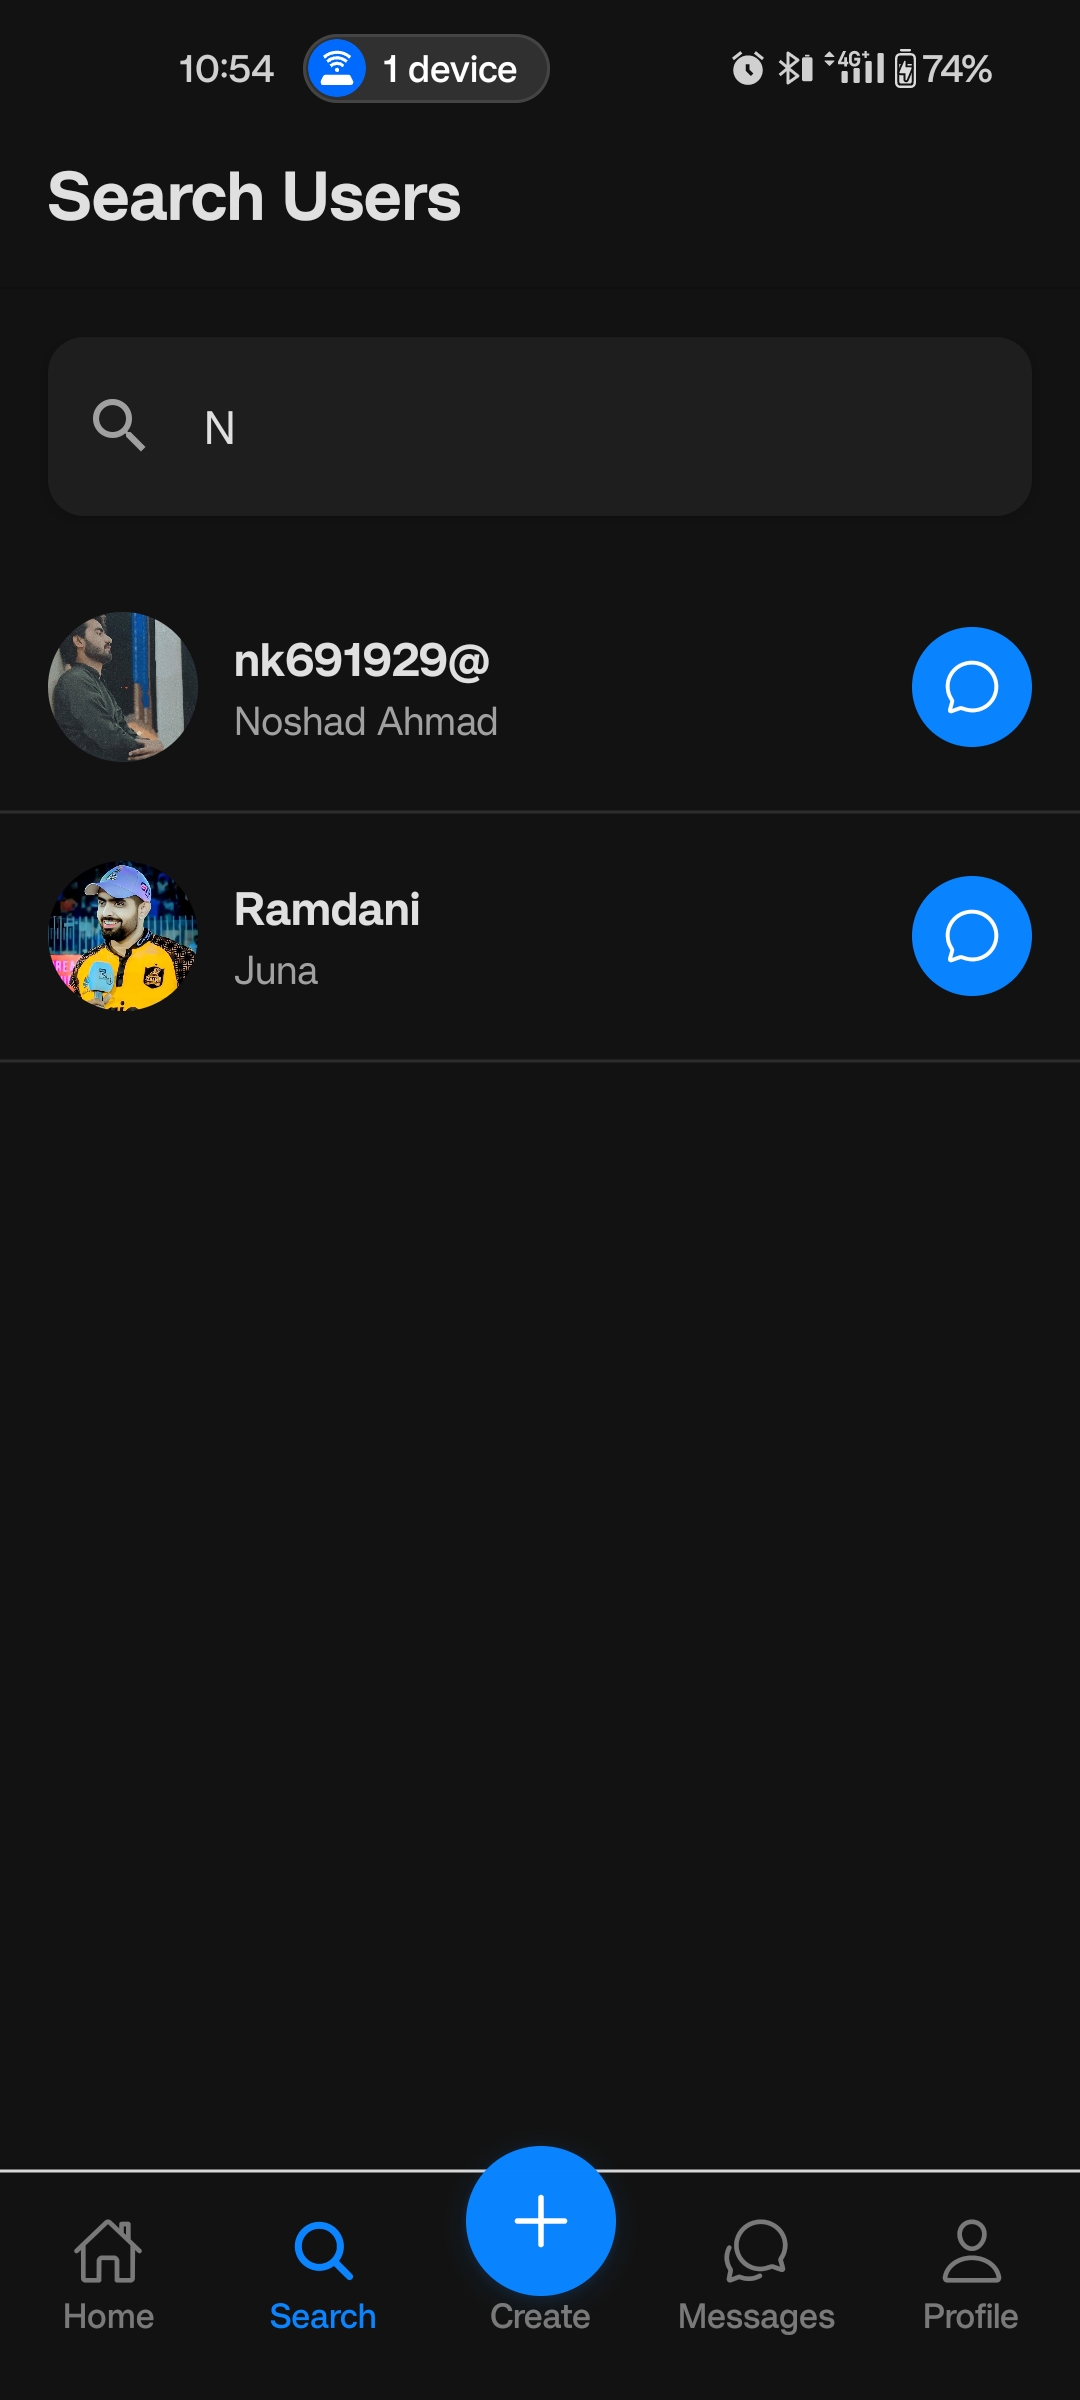 10:54 1 device 4G+ 74%
Search Users
N
nk691929@
Noshad Ahmad
Ramdani
Juna
Home Search Create Messages Profile